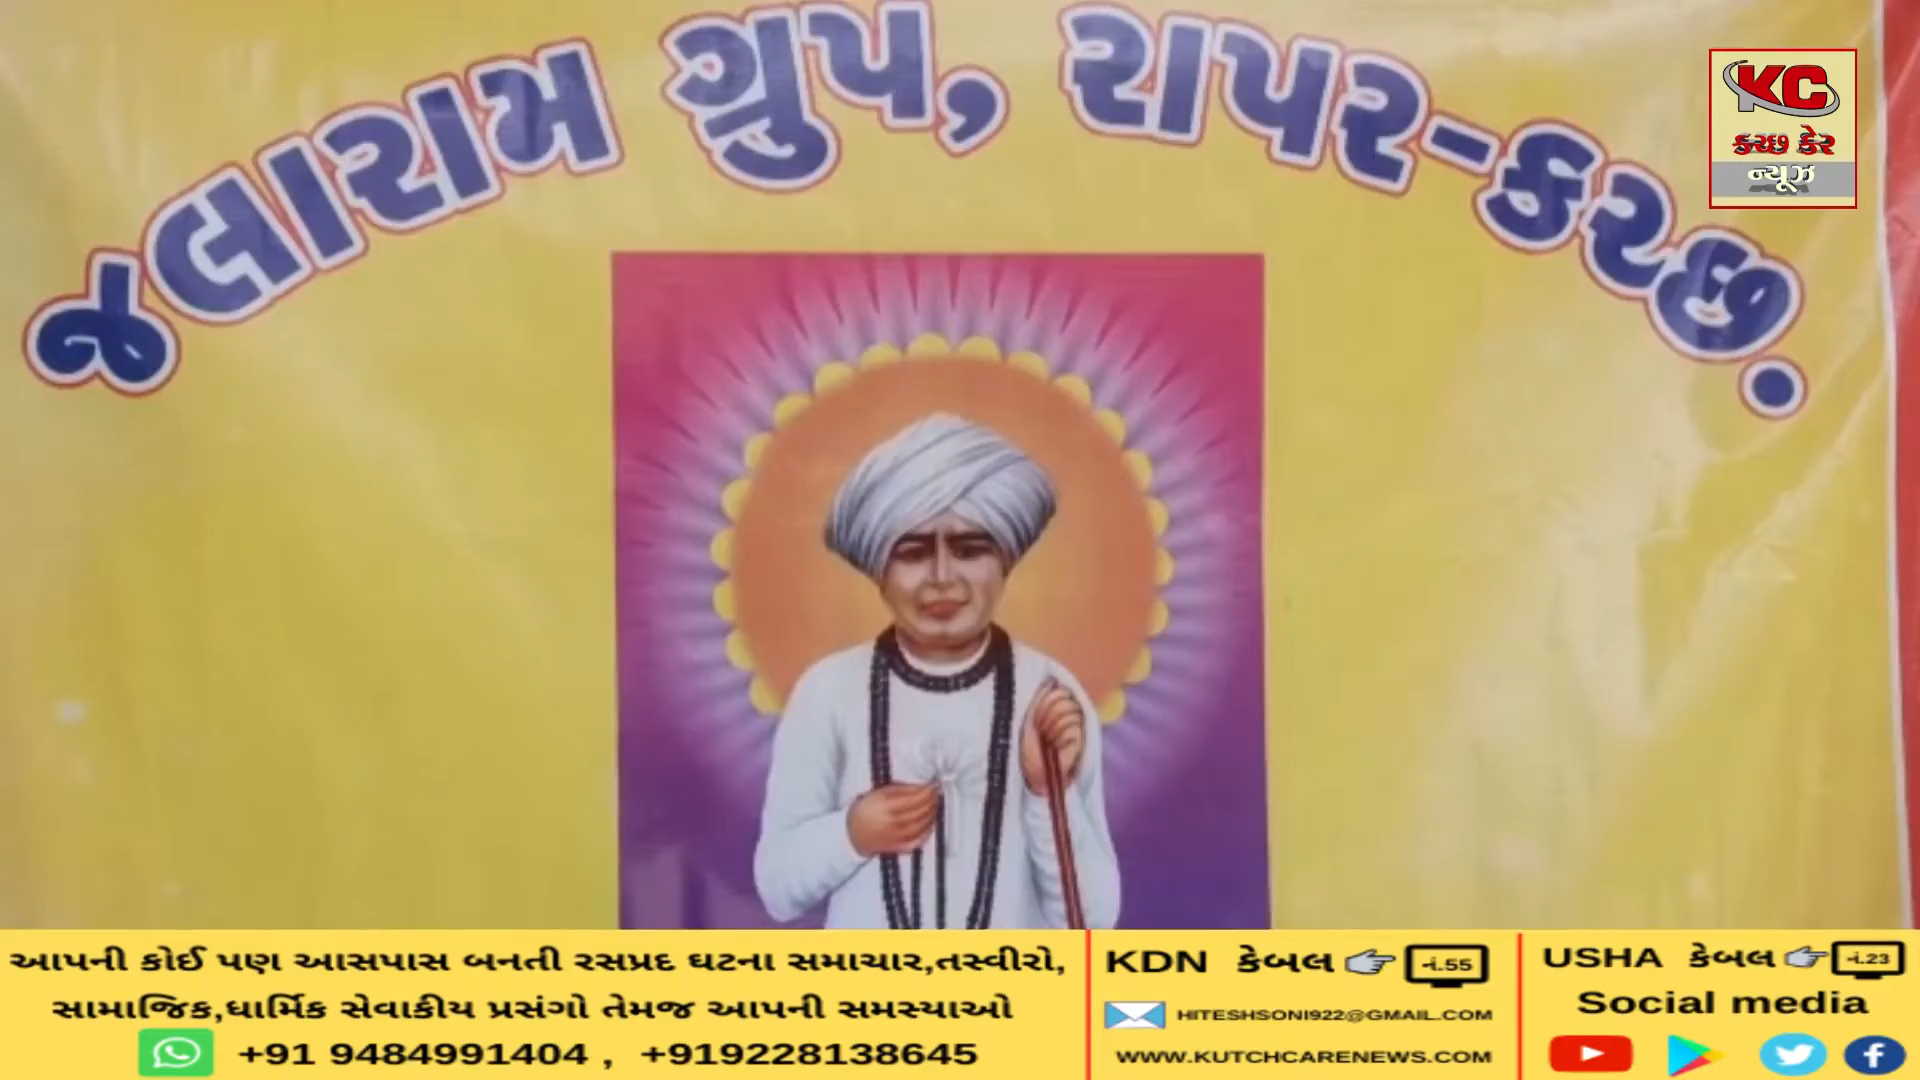 જલારામ ગ્રુપ, રાપર-કચ્છ.
KC
કચ્છ કેર
ન્યૂઝ
આપની કોઈ પણ આસપાસ બનતી રસપ્રદ ઘટના સમાચાર,તસ્વીરો,
સામાજિક,ધાર્મિક સેવાકીય પ્રસંગો તેમજ આપની સમસ્યાઓ
+91 9484991404 , +919228138645
KDN કેબલ નં.55
HITESHSONI922@GMAIL.COM
WWW.KUTCHCARENEWS.COM
USHA કેબલ નં.23
Social media